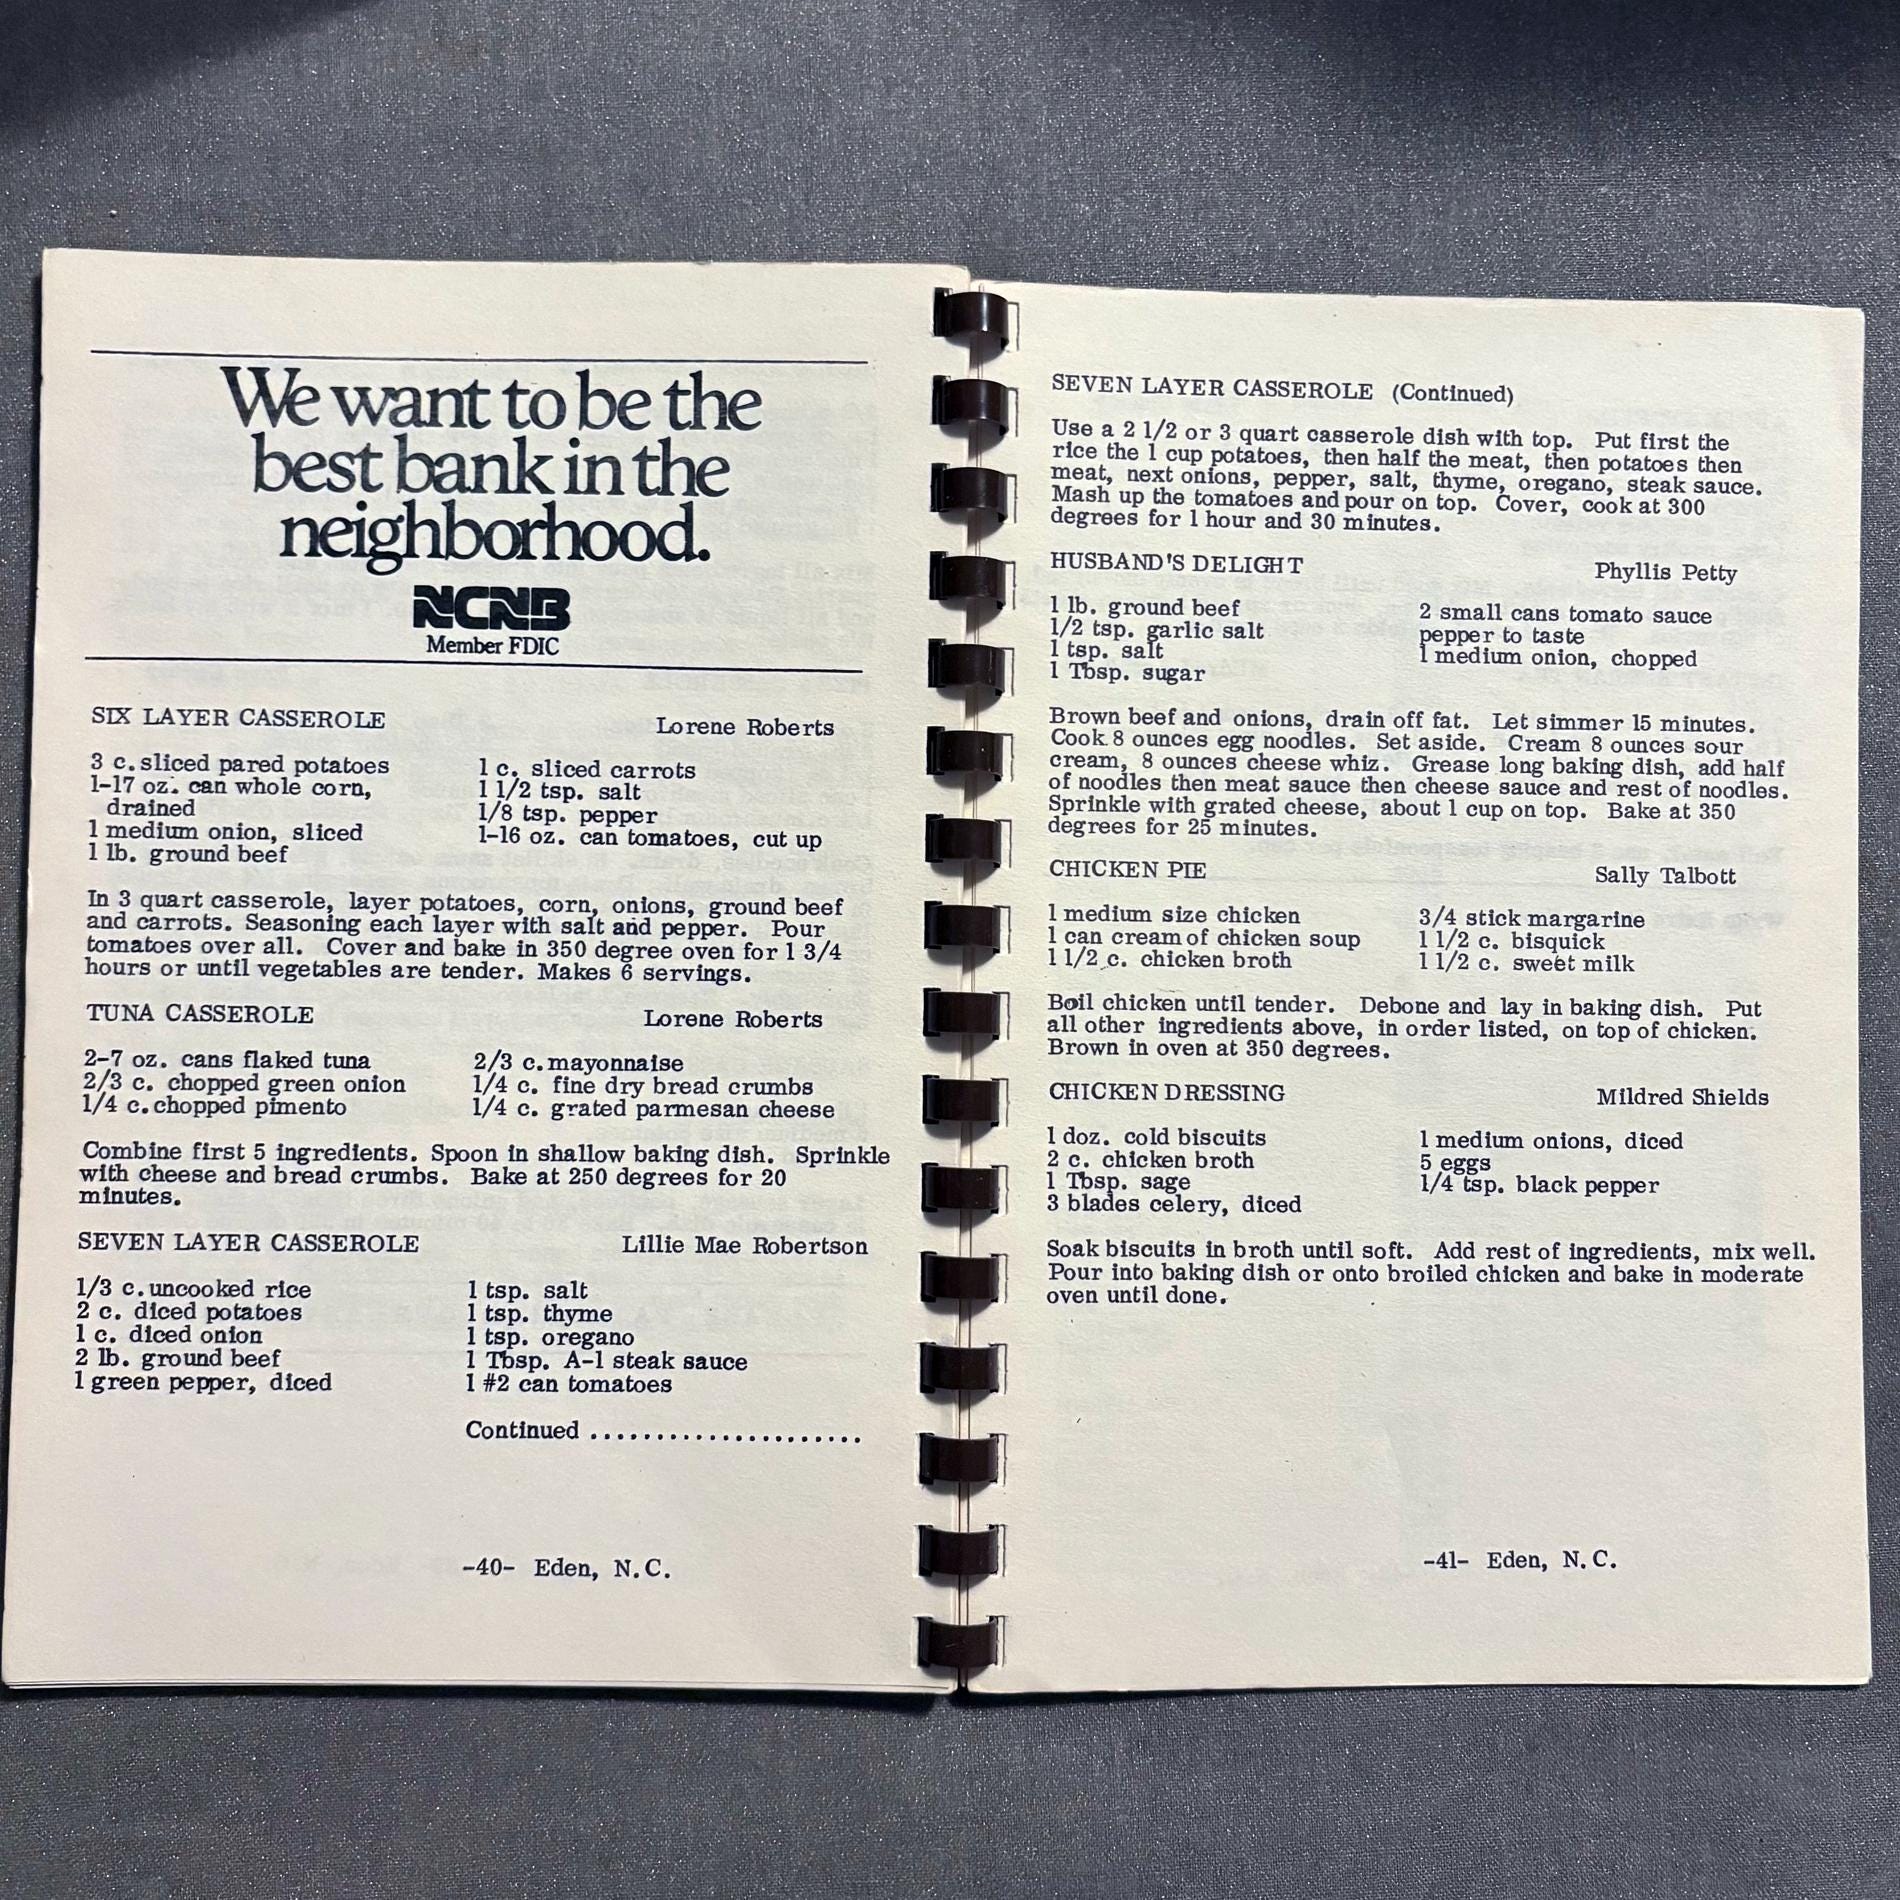 We want to be the
best bank in the
neighborhood.
NCNB
Member FDIC
SIX LAYER CASSEROLE Lorene Roberts
3 c. sliced pared potatoes 1 c. sliced carrots
1-17 oz. can whole corn, 1 1/2 tsp. salt
drained 1/8 tsp. pepper
1 medium onion, sliced 1-16 oz. can tomatoes, cut up
1 lb. ground beef
In 3 quart casserole, layer potatoes, corn, onions, ground beef
and carrots. Seasoning each layer with salt and pepper. Pour
tomatoes over all. Cover and bake in 350 degree oven for 1 3/4
hours or until vegetables are tender. Makes 6 servings.
TUNA CASSEROLE Lorene Roberts
2-7 oz. cans flaked tuna 2/3 c. mayonnaise
2/3 c. chopped green onion 1/4 c. fine dry bread crumbs
1/4 c. chopped pimento 1/4 c. grated parmesan cheese
Combine first 5 ingredients. Spoon in shallow baking dish. Sprinkle
with cheese and bread crumbs. Bake at 250 degrees for 20
minutes.
SEVEN LAYER CASSEROLE Lillie Mae Robertson
1/3 c. uncooked rice 1 tsp. salt
2 c. diced potatoes 1 tsp. thyme
1 c. diced onion 1 tsp. oregano
2 lb. ground beef 1 Tbsp. A-1 steak sauce
1 green pepper, diced 1 #2 can tomatoes
Continued .....................
-40- Eden, N.C.
SEVEN LAYER CASSEROLE (Continued)
Use a 2 1/2 or 3 quart casserole dish with top. Put first the
rice the 1 cup potatoes, then half the meat, then potatoes then
meat, next onions, pepper, salt, thyme, oregano, steak sauce.
Mash up the tomatoes and pour on top. Cover, cook at 300
degrees for 1 hour and 30 minutes.
HUSBAND'S DELIGHT Phyllis Petty
1 lb. ground beef 2 small cans tomato sauce
1/2 tsp. garlic salt pepper to taste
1 tsp. salt 1 medium onion, chopped
1 Tbsp. sugar
Brown beef and onions, drain off fat. Let simmer 15 minutes.
Cook 8 ounces egg noodles. Set aside. Cream 8 ounces sour
cream, 8 ounces cheese whiz. Grease long baking dish, add half
of noodles then meat sauce then cheese sauce and rest of noodles.
Sprinkle with grated cheese, about 1 cup on top. Bake at 350
degrees for 25 minutes.
CHICKEN PIE Sally Talbott
1 medium size chicken 3/4 stick margarine
1 can cream of chicken soup 1 1/2 c. bisquick
1 1/2 c. chicken broth 1 1/2 c. sweet milk
Boil chicken until tender. Debone and lay in baking dish. Put
all other ingredients above, in order listed, on top of chicken.
Brown in oven at 350 degrees.
CHICKEN DRESSING Mildred Shields
1 doz. cold biscuits 1 medium onions, diced
2 c. chicken broth 5 eggs
1 Tbsp. sage 1/4 tsp. black pepper
3 blades celery, diced
Soak biscuits in broth until soft. Add rest of ingredients, mix well.
Pour into baking dish or onto broiled chicken and bake in moderate
oven until done.
-41- Eden, N.C.